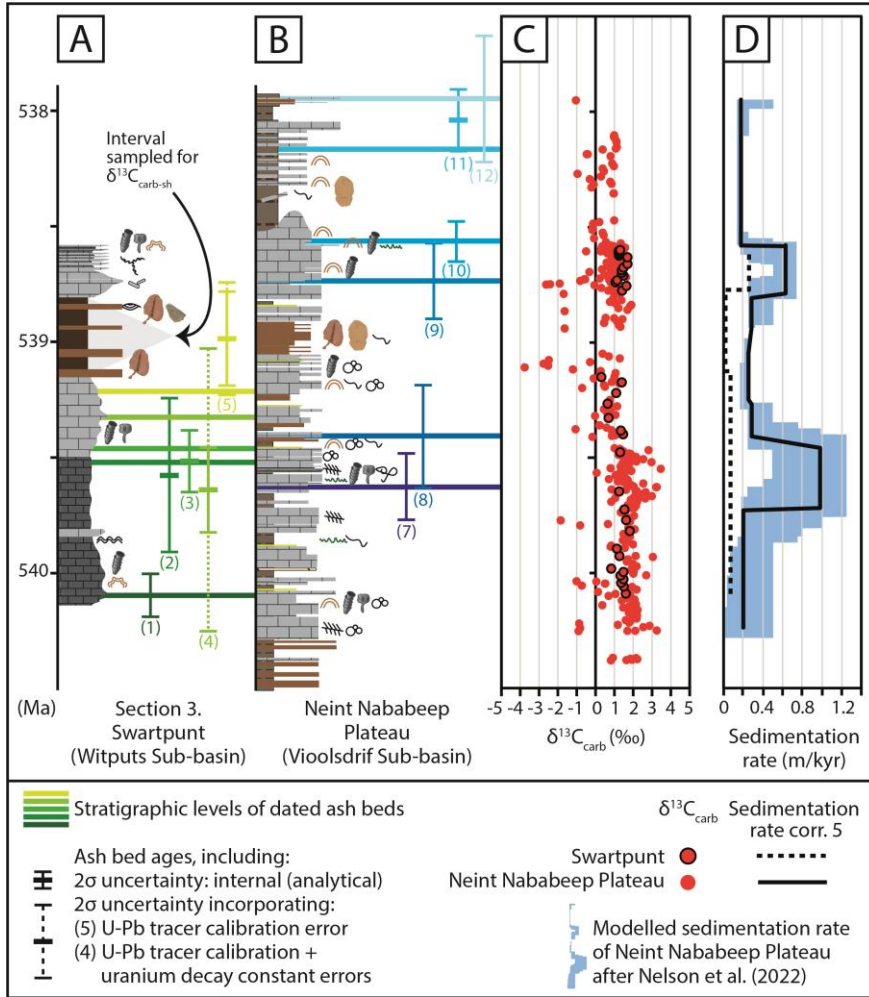 A
B
C
D
538
539
540
(Ma)
Interval
sampled for
δ¹³C_carb-sh
(1)
(2)
(3)
(4)
(5)
(7)
(8)
(9)
(10)
(11)
(12)
Section 3.
Swartpunt
(Witputs Sub-basin)
Neint Nababeep
Plateau
(Vioolsdrif Sub-basin)
-5 -4 -3 -2 -1 0 1 2 3 4 5
δ¹³C_carb (‰)
0 0.4 0.8 1.2
Sedimentation
rate (m/kyr)
Stratigraphic levels of dated ash beds
Ash bed ages, including:
2σ uncertainty: internal (analytical)
2σ uncertainty incorporating:
(5) U-Pb tracer calibration error
(4) U-Pb tracer calibration +
uranium decay constant errors
δ¹³C_carb Sedimentation
rate corr. 5
Swartpunt
Neint Nababeep Plateau
Modelled sedimentation rate
of Neint Nababeep Plateau
after Nelson et al. (2022)